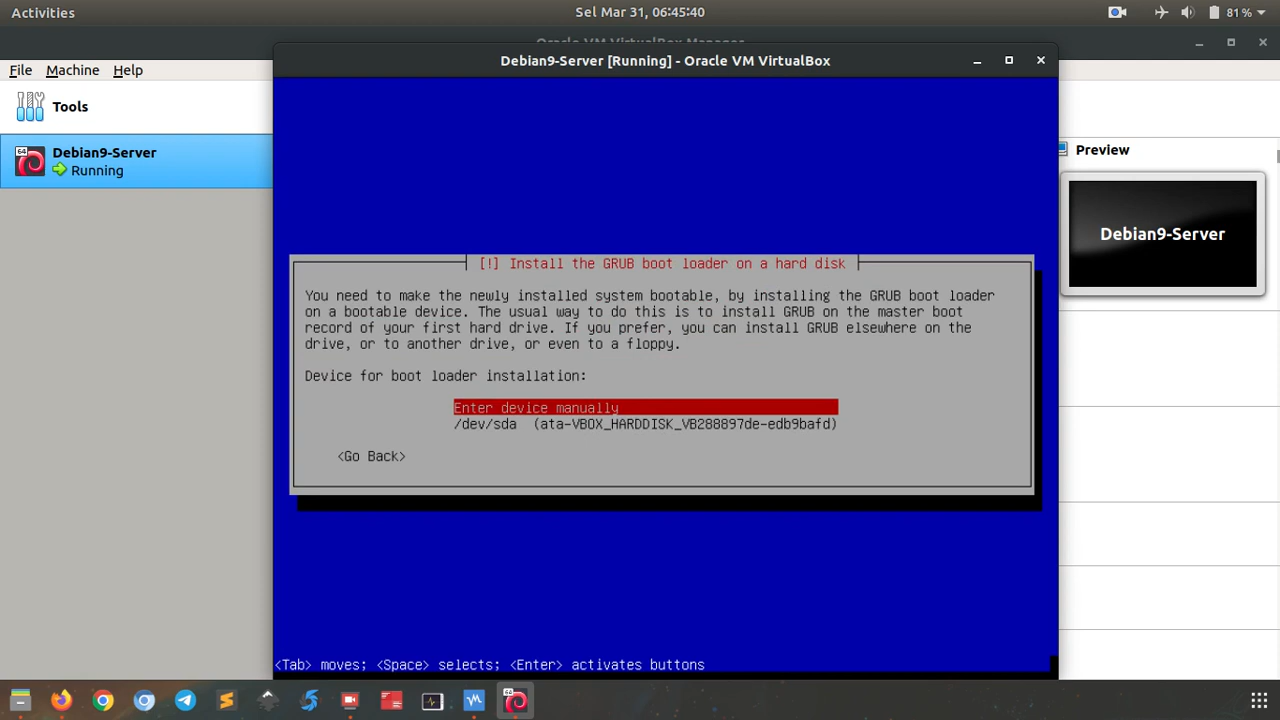 Activities
Sel Mar 31, 06:45:40
81%
Debian9-Server [Running] - Oracle VM VirtualBox
File Machine Help
Tools
64
Debian9-Server
Running
Preview
Debian9-Server
[!] Install the GRUB boot loader on a hard disk
You need to make the newly installed system bootable, by installing the GRUB boot loader
on a bootable device. The usual way to do this is to install GRUB on the master boot
record of your first hard drive. If you prefer, you can install GRUB elsewhere on the
drive, or to another drive, or even to a floppy.
Device for boot loader installation:
Enter device manually
/dev/sda (ata-VBOX_HARDDISK_VB288897de-edb9bafd)
<Go Back>
<Tab> moves; <Space> selects; <Enter> activates buttons
64